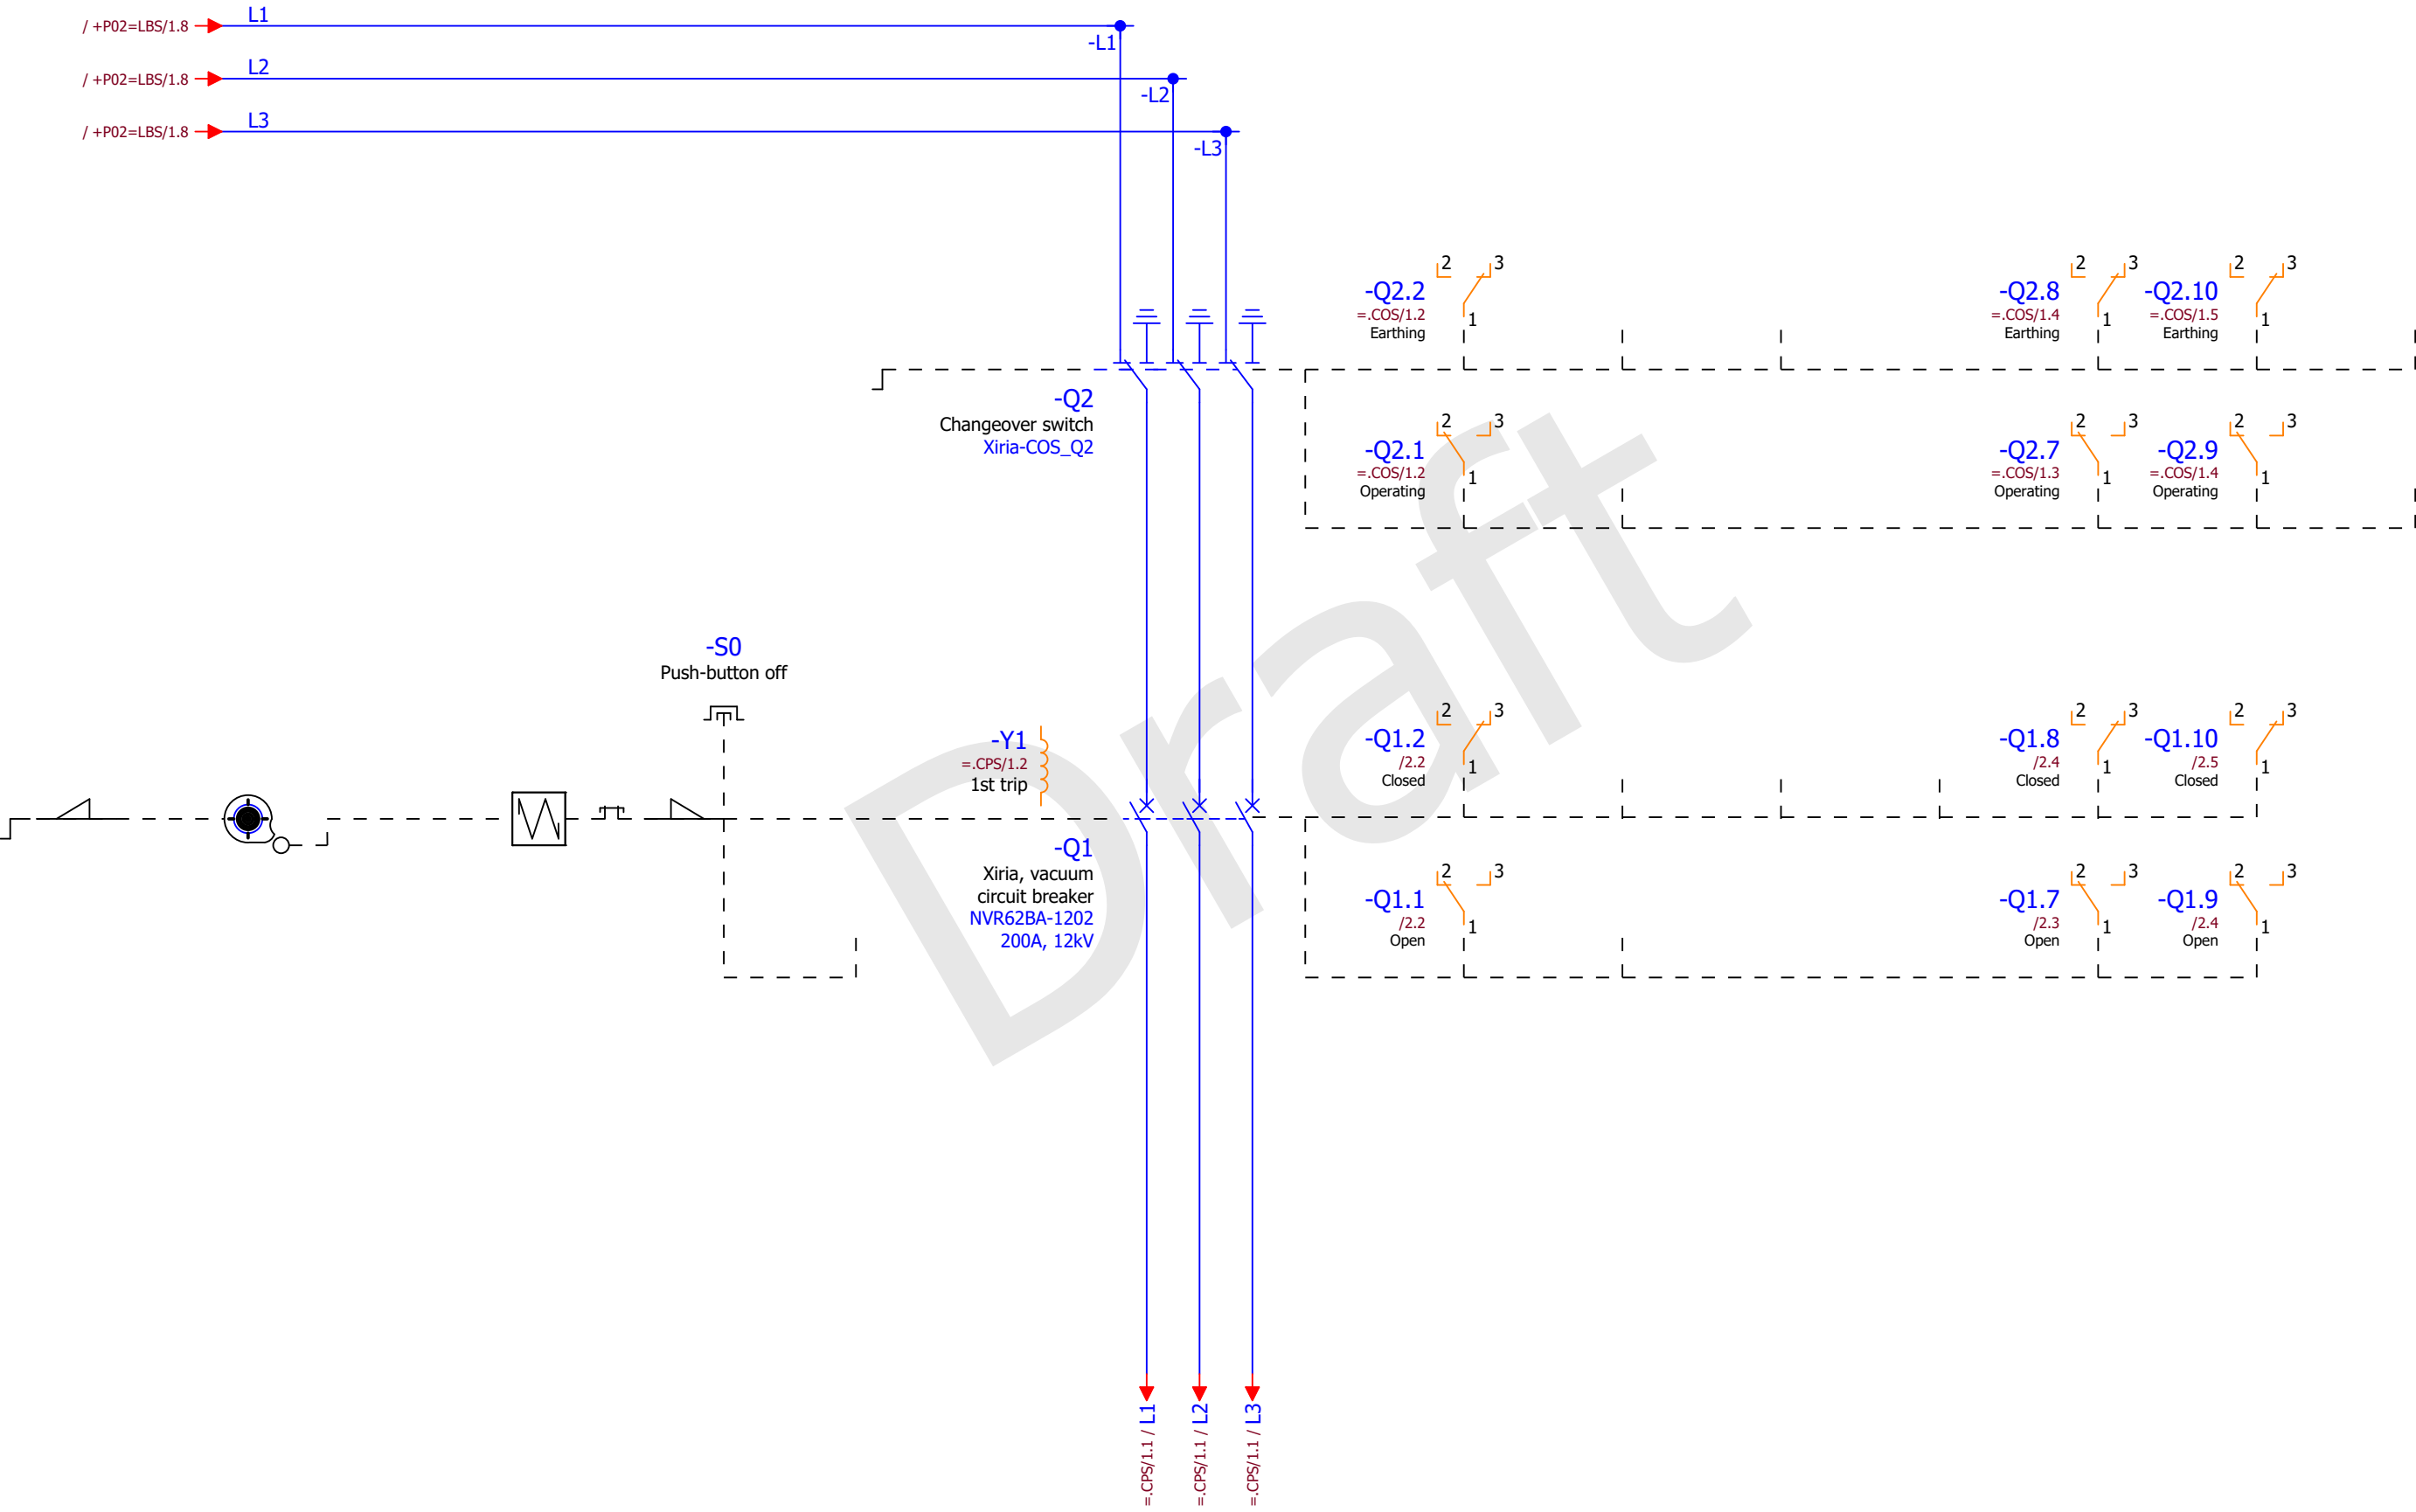 / +P02=LBS/1.8 L1
-L1
/ +P02=LBS/1.8 L2
-L2
/ +P02=LBS/1.8 L3
-L3
2 3
-Q2.2
=.COS/1.2
Earthing
1
2 3
-Q2.8
=.COS/1.4
Earthing
1
2 3
-Q2.10
=.COS/1.5
Earthing
1
-Q2
Changeover switch
Xiria-COS_Q2
2 3
-Q2.1
=.COS/1.2
Operating
1
2 3
-Q2.7
=.COS/1.3
Operating
1
2 3
-Q2.9
=.COS/1.4
Operating
1
-S0
Push-button off
-Y1
=.CPS/1.2
1st trip
2 3
-Q1.2
/2.2
Closed
1
2 3
-Q1.8
/2.4
Closed
1
2 3
-Q1.10
/2.5
Closed
1
-Q1
Xiria, vacuum
circuit breaker
NVR62BA-1202
200A, 12kV
2 3
-Q1.1
/2.2
Open
1
2 3
-Q1.7
/2.3
Open
1
2 3
-Q1.9
/2.4
Open
1
Draft
=.CPS/1.1 / L1
=.CPS/1.1 / L2
=.CPS/1.1 / L3